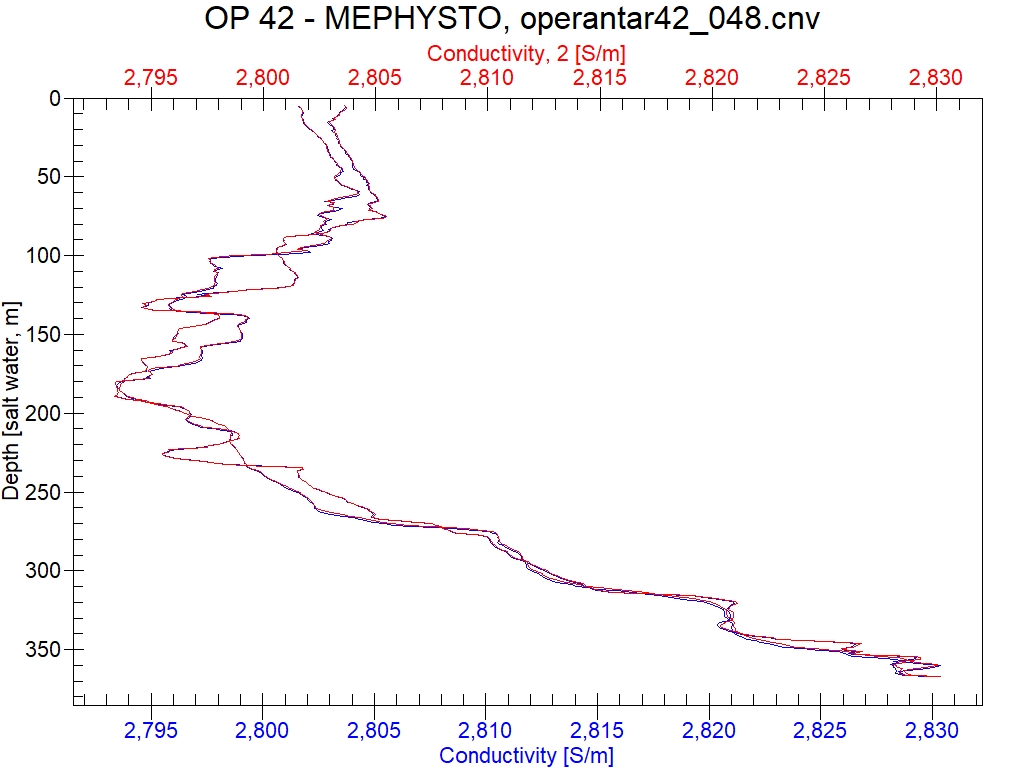 OP 42 - MEPHYSTO, operantar42_048.cnv
Conductivity, 2 [S/m]
2,795 2,800 2,805 2,810 2,815 2,820 2,825 2,830
0
50
100
150
200
250
300
350
Depth [salt water, m]
2,795 2,800 2,805 2,810 2,815 2,820 2,825 2,830
Conductivity [S/m]